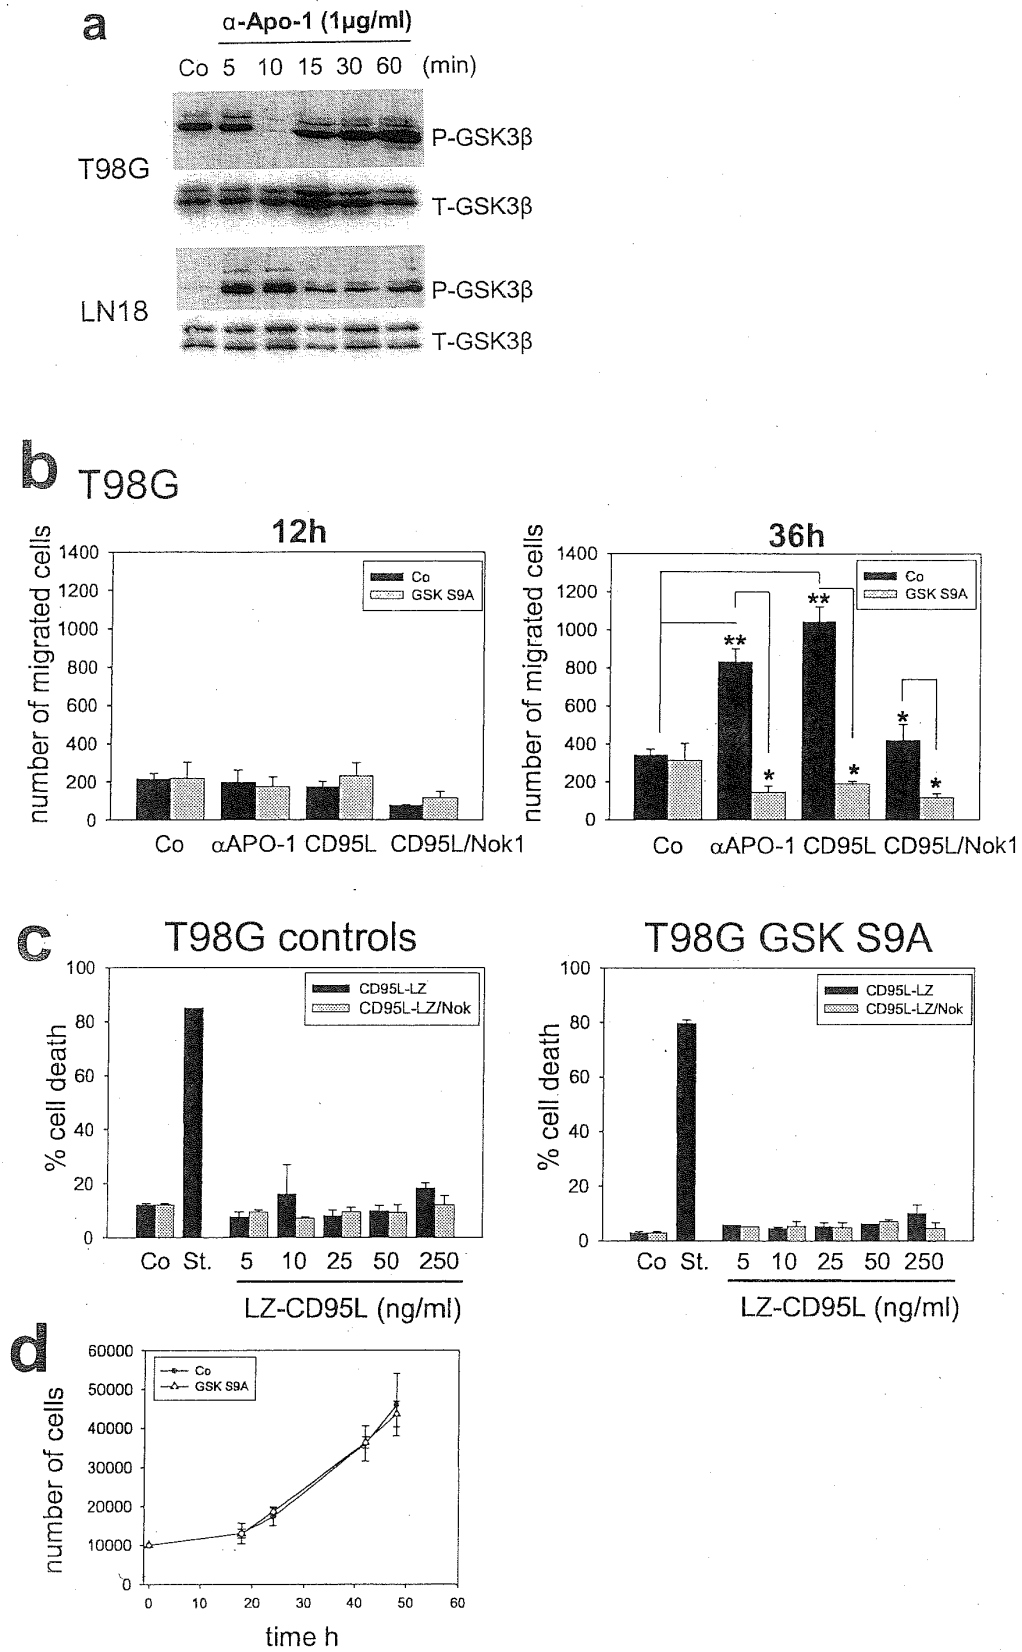 a
α-Apo-1 (1µg/ml)
Co 5 10 15 30 60 (min)
T98G
P-GSK3β
T-GSK3β
LN18
P-GSK3β
T-GSK3β
b T98G
12h
number of migrated cells
1400
1200
1000
800
600
400
200
0
Co
GSK S9A
Co αAPO-1 CD95L CD95L/Nok1
36h
number of migrated cells
1400
1200
1000
800
600
400
200
0
Co
GSK S9A
**
**
*
*
*
*
Co αAPO-1 CD95L CD95L/Nok1
c
T98G controls
% cell death
100
80
60
40
20
0
CD95L-LZ
CD95L-LZ/Nok
Co St. 5 10 25 50 250
LZ-CD95L (ng/ml)
T98G GSK S9A
% cell death
100
80
60
40
20
0
CD95L-LZ
CD95L-LZ/Nok
Co St. 5 10 25 50 250
LZ-CD95L (ng/ml)
d
number of cells
60000
50000
40000
30000
20000
10000
0
Co
GSK S9A
0 10 20 30 40 50 60
time h